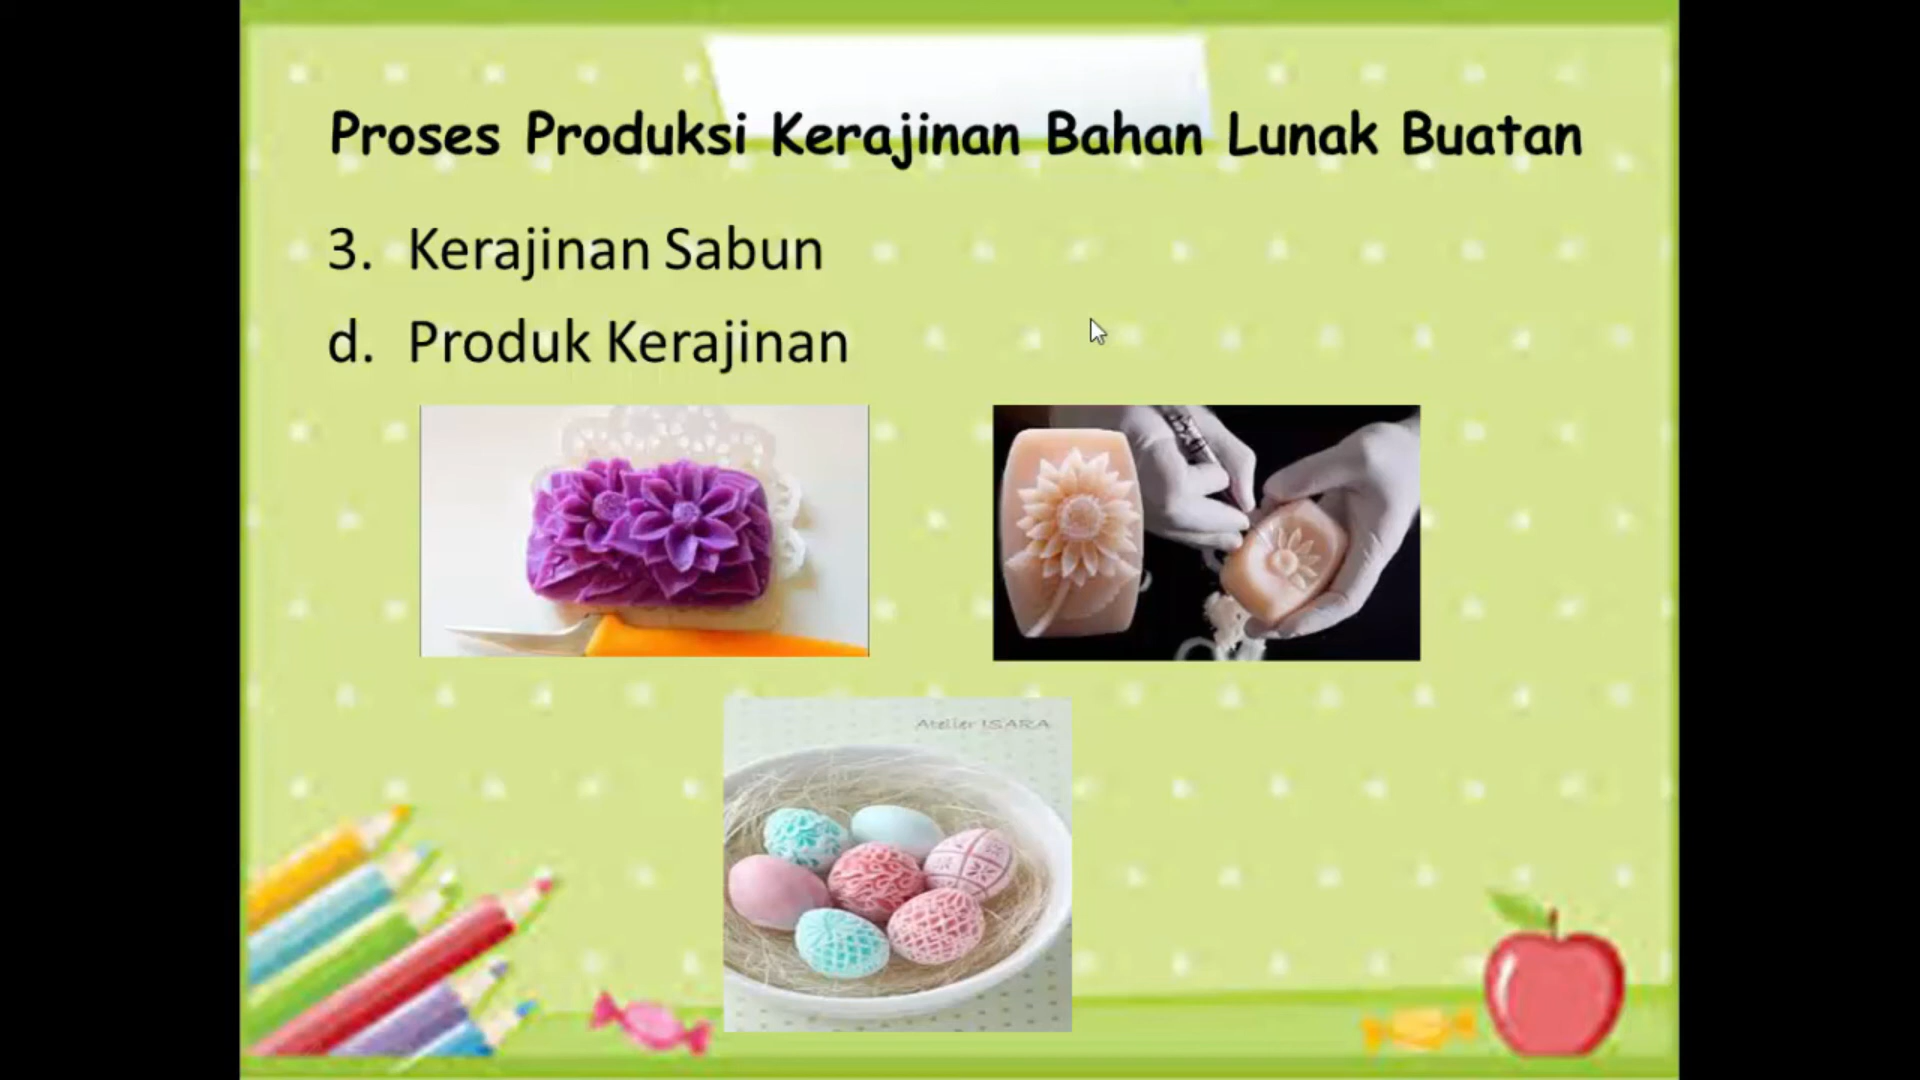 Proses Produksi Kerajinan Bahan Lunak Buatan
3. Kerajinan Sabun
d. Produk Kerajinan
Atelier ISARA